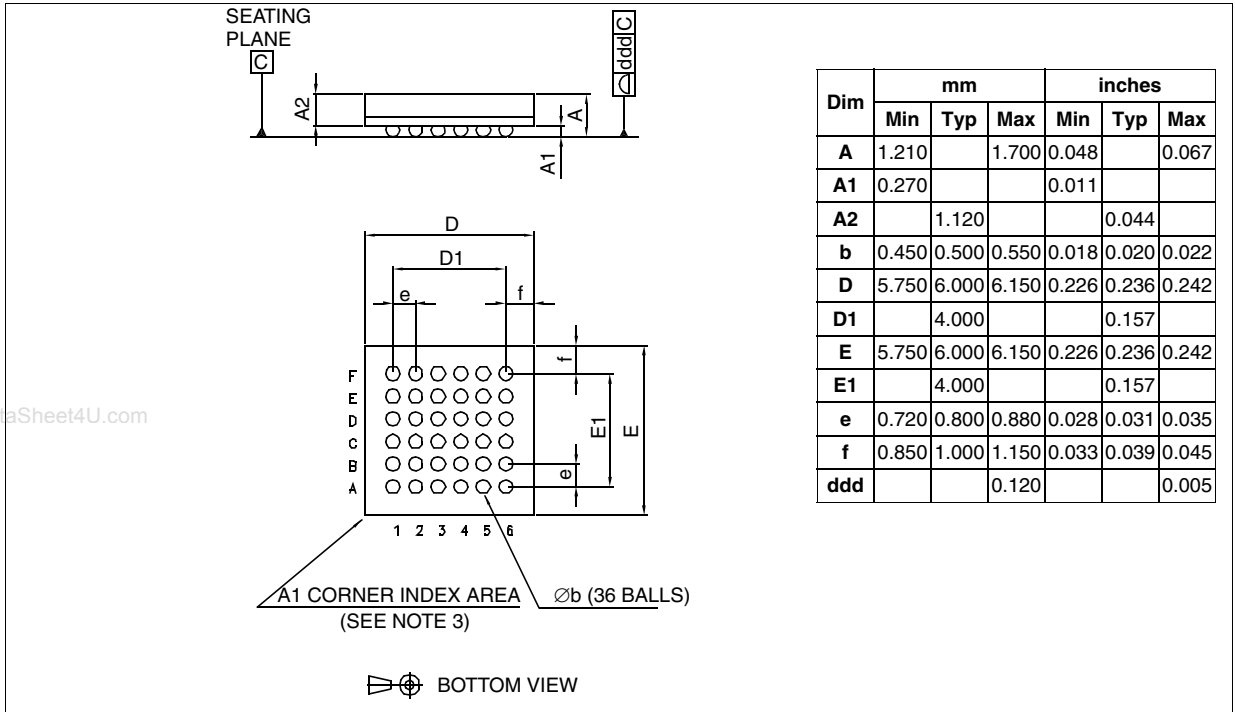 SEATING
PLANE
C
ddd C
A2
A
A1
D
D1
e
f
f
F
E
D
C
B
A
E1
E
e
1 2 3 4 5 6
A1 CORNER INDEX AREA
(SEE NOTE 3)
∅b (36 BALLS)
BOTTOM VIEW
taSheet4U.com
Dim mm inches
Min Typ Max Min Typ Max
A 1.210 1.700 0.048 0.067
A1 0.270 0.011
A2 1.120 0.044
b 0.450 0.500 0.550 0.018 0.020 0.022
D 5.750 6.000 6.150 0.226 0.236 0.242
D1 4.000 0.157
E 5.750 6.000 6.150 0.226 0.236 0.242
E1 4.000 0.157
e 0.720 0.800 0.880 0.028 0.031 0.035
f 0.850 1.000 1.150 0.033 0.039 0.045
ddd 0.120 0.005